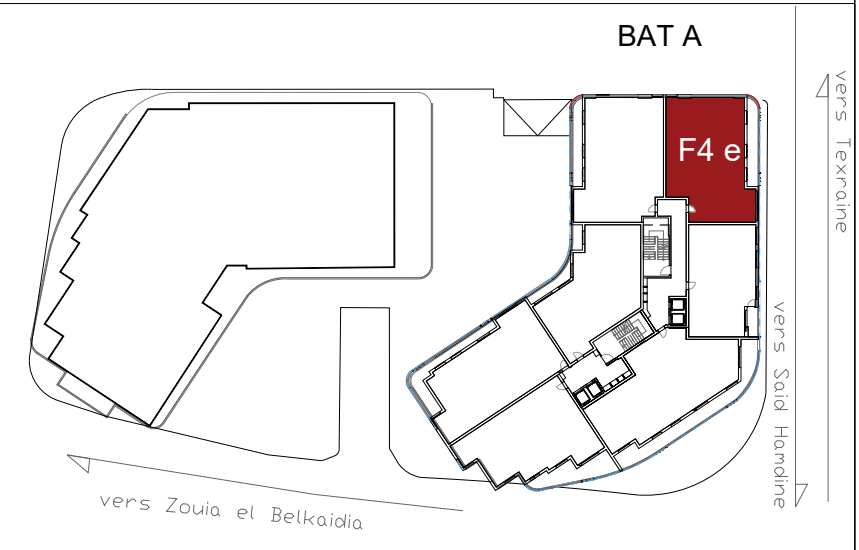 BAT A
vers Texraine
F4 e
vers Said Hamdine
vers Zouia el Belkaidia